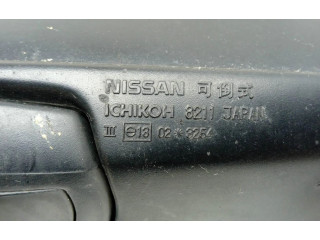 NISSAN 可倒式
ICHIKOH 8211 JAPAN
III e13 02